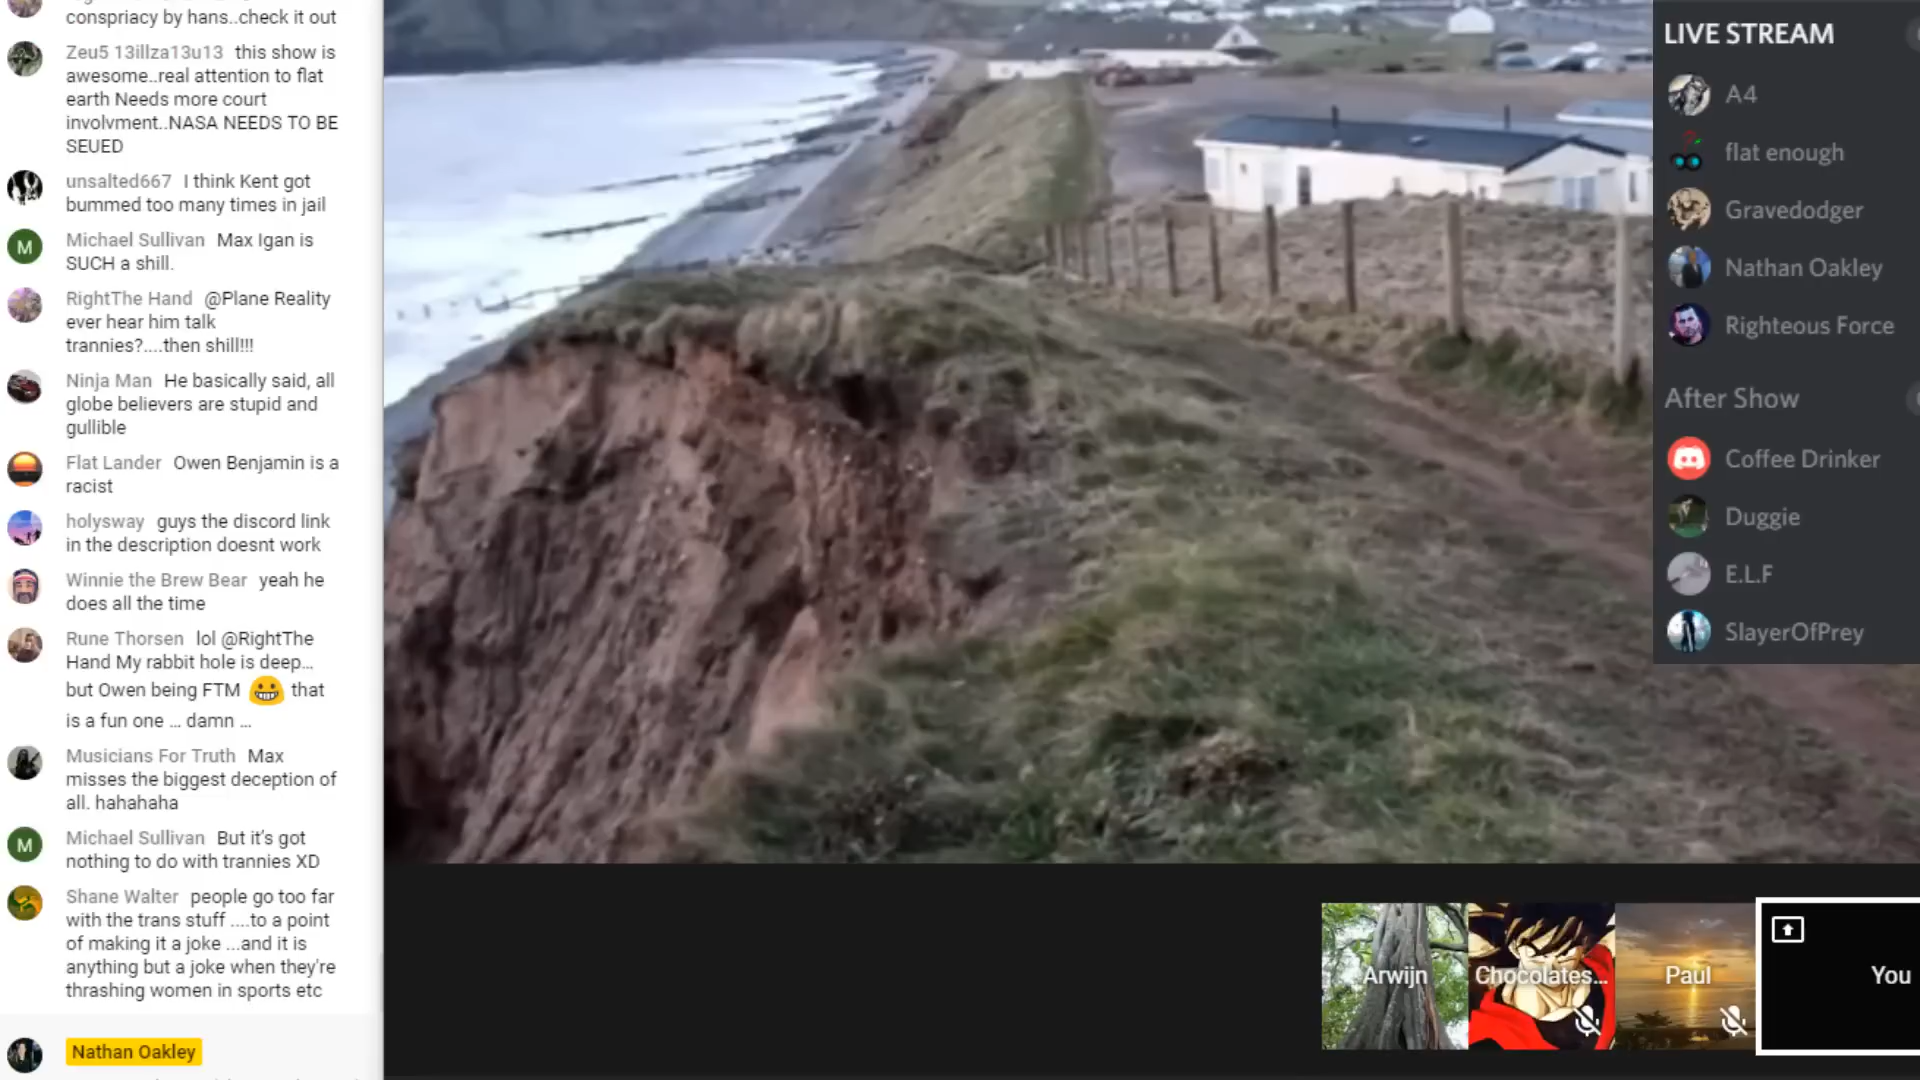 conspiracy by hans..check it out
Zeu5 13illza13u13 this show is
awesome..real attention to flat
earth Needs more court
involvment..NASA NEEDS TO BE
SEUED
unsalted667 I think Kent got
bummed too many times in jail
M
Michael Sullivan Max Igan is
SUCH a shill.
RightThe Hand @Plane Reality
ever hear him talk
trannies?....then shill!!!
Ninja Man He basically said, all
globe believers are stupid and
gullible
Flat Lander Owen Benjamin is a
racist
holysway guys the discord link
in the description doesnt work
Winnie the Brew Bear yeah he
does all the time
Rune Thorsen lol @RightThe
Hand My rabbit hole is deep...
but Owen being FTM 😀 that
is a fun one ... damn ...
Musicians For Truth Max
misses the biggest deception of
all. hahahaha
M
Michael Sullivan But it's got
nothing to do with trannies XD
Shane Walter people go too far
with the trans stuff ....to a point
of making it a joke ...and it is
anything but a joke when they're
thrashing women in sports etc
Nathan Oakley
LIVE STREAM
A4
flat enough
Gravedodger
Nathan Oakley
Righteous Force
After Show
Coffee Drinker
Duggie
E.L.F
SlayerOfPrey
Arwijn
Chocolates...
Paul
You